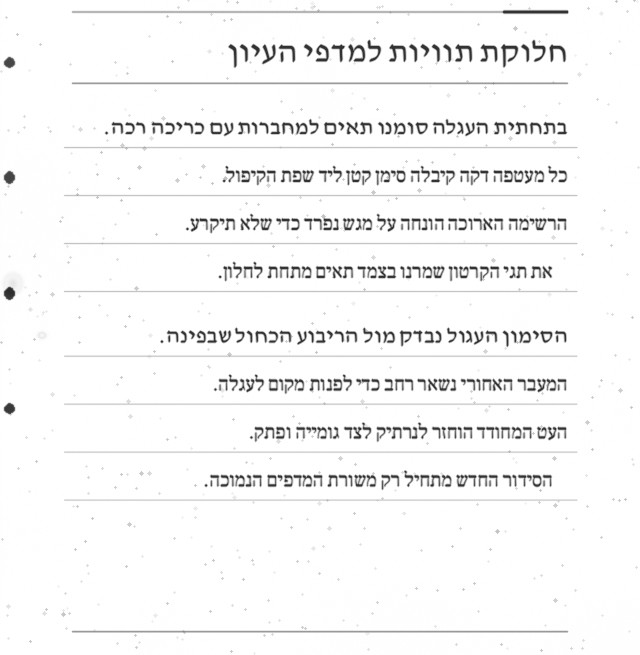 חלוקת תוויות למדפי העיון
בתחתית העגלה סומנו תאים למחברות עם כריכה רכה.
כל מעטפה דקה קיבלה סימן קטן ליד שפת הקיפול.
הרשימה הארוכה הונחה על מגש נפרד כדי שלא תיקרע.
את תגי הקרטון שמרנו בצמד תאים מתחת לחלון.
הסימון העגול נבדק מול הריבוע הכחול שבפינה.
המעבר האחורי נשאר רחב כדי לפנות מקום לעגלה.
העט המחודד הוחזר לנרתיק לצד גומייה ופתק.
הסידור החדש מתחיל רק משורת המדפים הנמוכה.